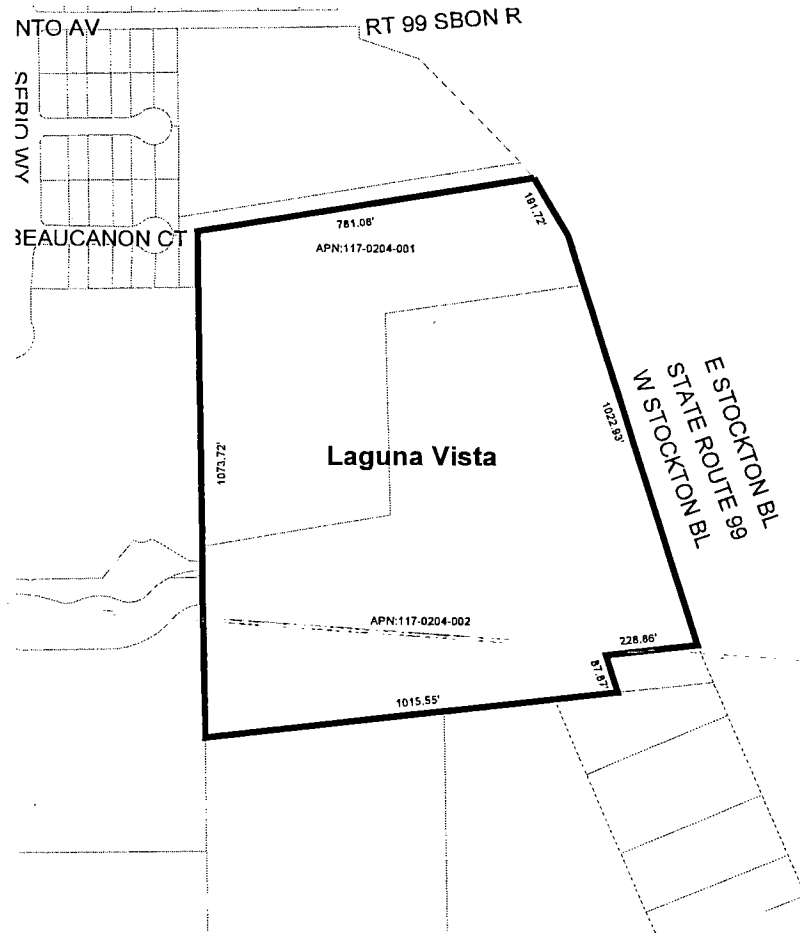 NTO AV
RT 99 SBON R
SERIO WY
BEAUCANON CT
781.06'
191.72'
APN:117-0204-001
1022.93'
E STOCKTON BL
STATE ROUTE 99
W STOCKTON BL
1073.72'
Laguna Vista
APN:117-0204-002
228.86'
87.87'
1015.55'